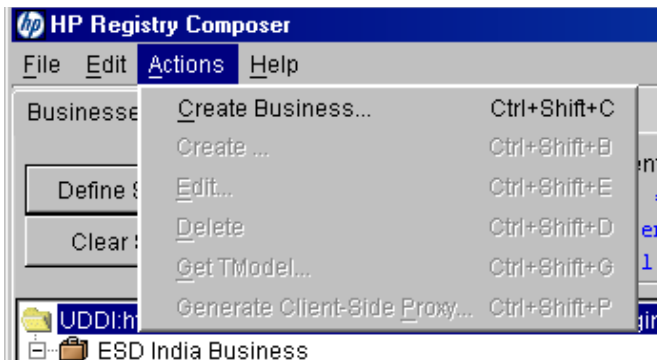 hp HP Registry Composer
File Edit Actions Help
Businesse
Create Business... Ctrl+Shift+C
Create ... Ctrl+Shift+B
Define
Edit... Ctrl+Shift+E
Clear
Delete Ctrl+Shift+D
Get TModel... Ctrl+Shift+G
UDDI:h
Generate Client-Side Proxy... Ctrl+Shift+P
ESD India Business